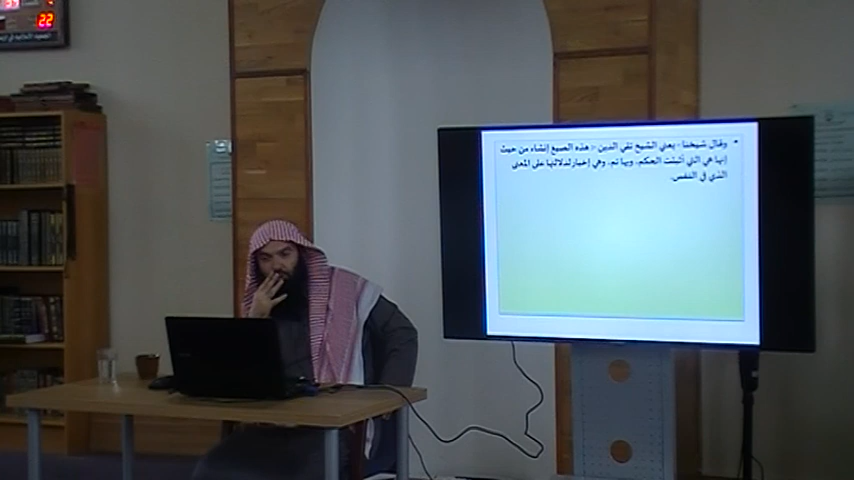 22
• وقال شيخنا - يعني الشيخ تقي الدين -: هذه الصيغ إنشاء من حيث
إنها هي التي أثبتت الحكم، وبها تم، وهي إخبار لدلالتها على المعنى
الذي في النفس.